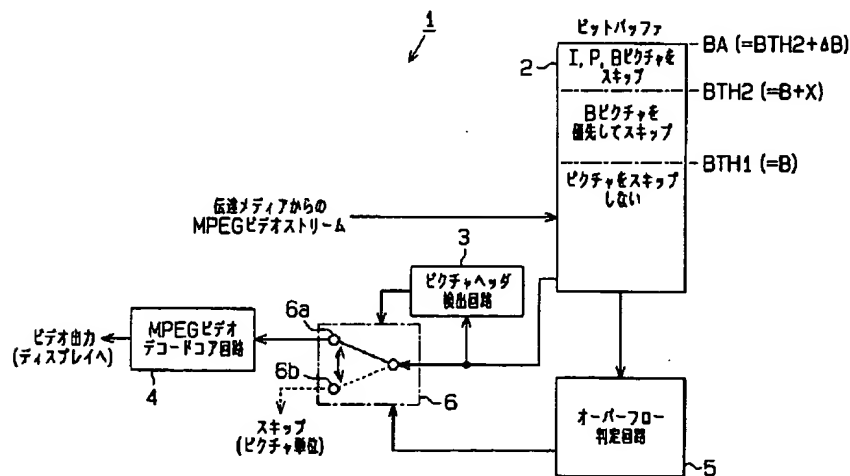 1
ビットバッファ
BA (=BTH2+ΔB)
2
I, P, Bピクチャを
スキップ
BTH2 (=B+X)
Bピクチャを
優先してスキップ
BTH1 (=B)
ピクチャをスキップ
しない
伝達メディアからの
MPEGビデオストリーム
3
ピクチャヘッダ
検出回路
ビデオ出力
(ディスプレイへ)
MPEGビデオ
デコードコア回路
4
6a
6b
6
スキップ
(ピクチャ単位)
オーバーフロー
判定回路
5